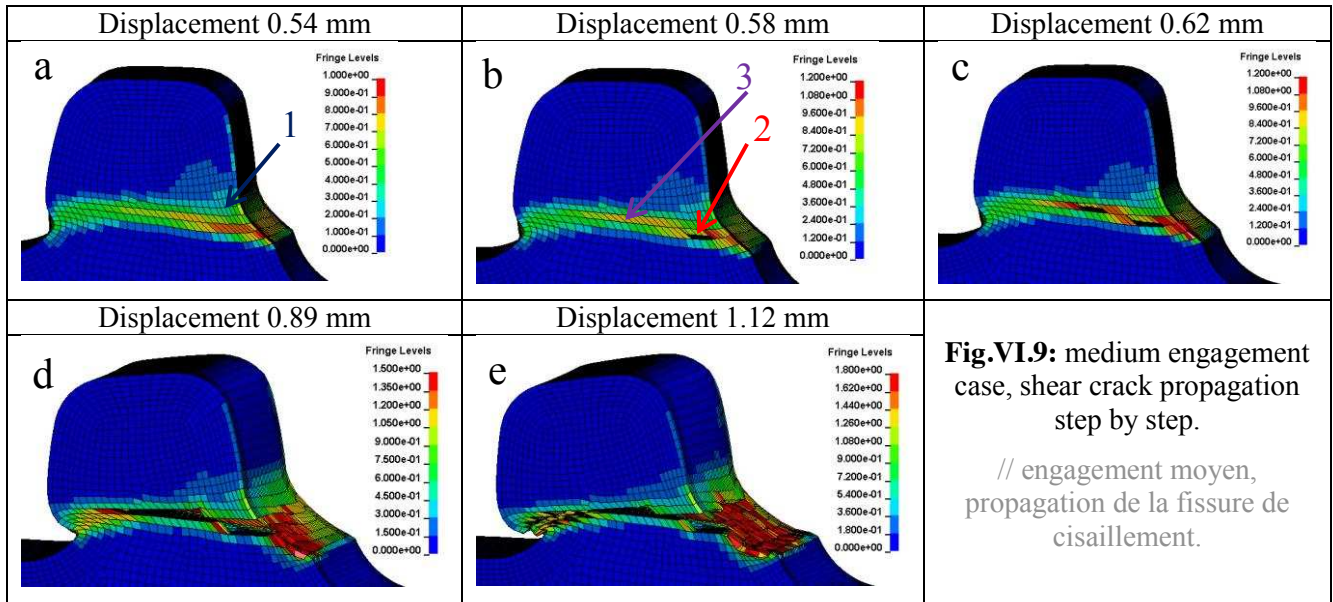 Displacement 0.54 mm
Displacement 0.58 mm
Displacement 0.62 mm
a
1
Fringe Levels
1.000e+00
9.000e-01
8.000e-01
7.000e-01
6.000e-01
5.000e-01
4.000e-01
3.000e-01
2.000e-01
1.000e-01
0.000e+00
b
3
2
Fringe Levels
1.200e+00
1.080e+00
9.600e-01
8.400e-01
7.200e-01
6.000e-01
4.800e-01
3.600e-01
2.400e-01
1.200e-01
0.000e+00
c
Fringe Levels
1.200e+00
1.080e+00
9.600e-01
8.400e-01
7.200e-01
6.000e-01
4.800e-01
3.600e-01
2.400e-01
1.200e-01
0.000e+00
Displacement 0.89 mm
Displacement 1.12 mm
d
Fringe Levels
1.500e+00
1.350e+00
1.200e+00
1.050e+00
9.000e-01
7.500e-01
6.000e-01
4.500e-01
3.000e-01
1.500e-01
0.000e+00
e
Fringe Levels
1.800e+00
1.620e+00
1.440e+00
1.260e+00
1.080e+00
9.000e-01
7.200e-01
5.400e-01
3.600e-01
1.800e-01
0.000e+00
Fig.VI.9: medium engagement
case, shear crack propagation
step by step.
// engagement moyen,
propagation de la fissure de
cisaillement.